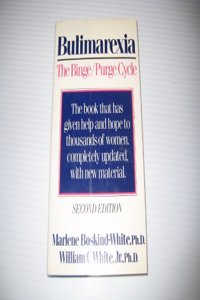 Bulimarexia
The Binge/Purge Cycle
The book that has
given help and hope to
thousands of women,
completely updated,
with new material.
SECOND EDITION
Marlene Boskind-White, Ph.D.
William C. White, Jr., Ph.D.